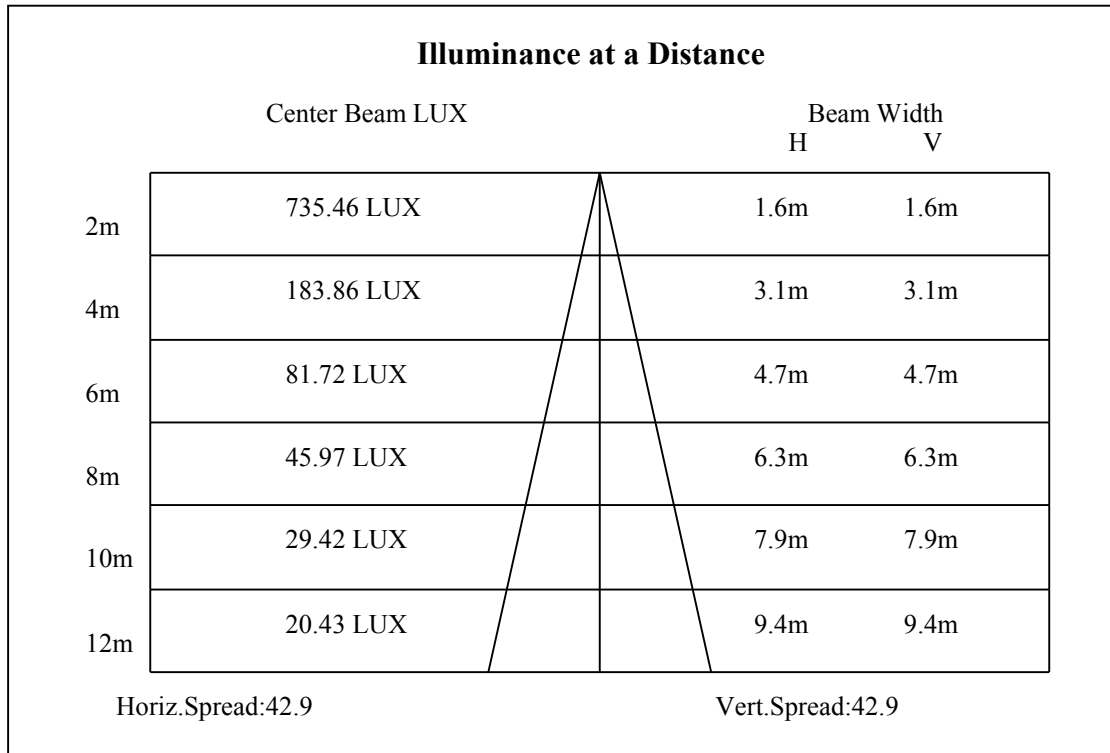 Illuminance at a Distance
Center Beam LUX Beam Width
H V
2m 735.46 LUX 1.6m 1.6m
4m 183.86 LUX 3.1m 3.1m
6m 81.72 LUX 4.7m 4.7m
8m 45.97 LUX 6.3m 6.3m
10m 29.42 LUX 7.9m 7.9m
12m 20.43 LUX 9.4m 9.4m
Horiz.Spread:42.9 Vert.Spread:42.9